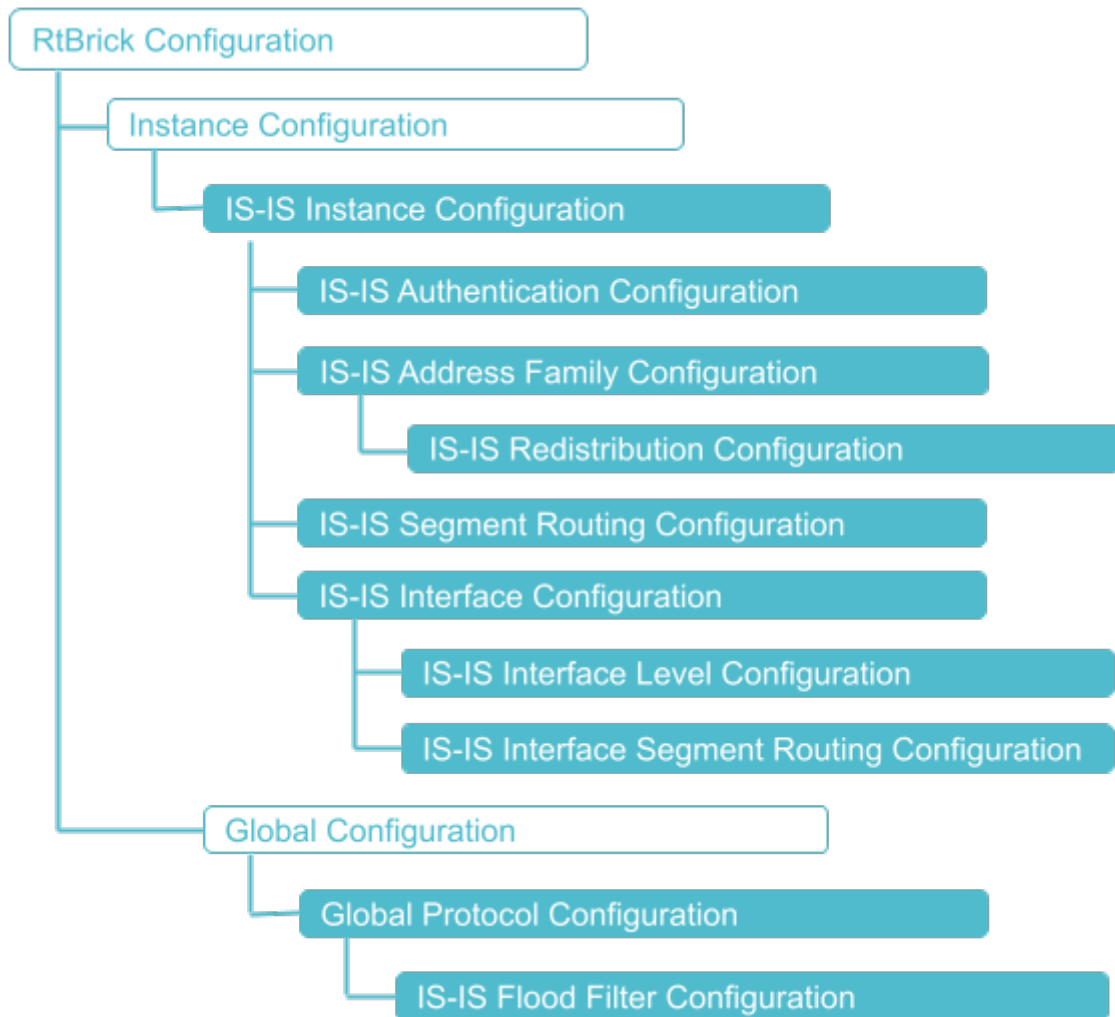 RtBrick Configuration
Instance Configuration
IS-IS Instance Configuration
IS-IS Authentication Configuration
IS-IS Address Family Configuration
IS-IS Redistribution Configuration
IS-IS Segment Routing Configuration
IS-IS Interface Configuration
IS-IS Interface Level Configuration
IS-IS Interface Segment Routing Configuration
Global Configuration
Global Protocol Configuration
IS-IS Flood Filter Configuration